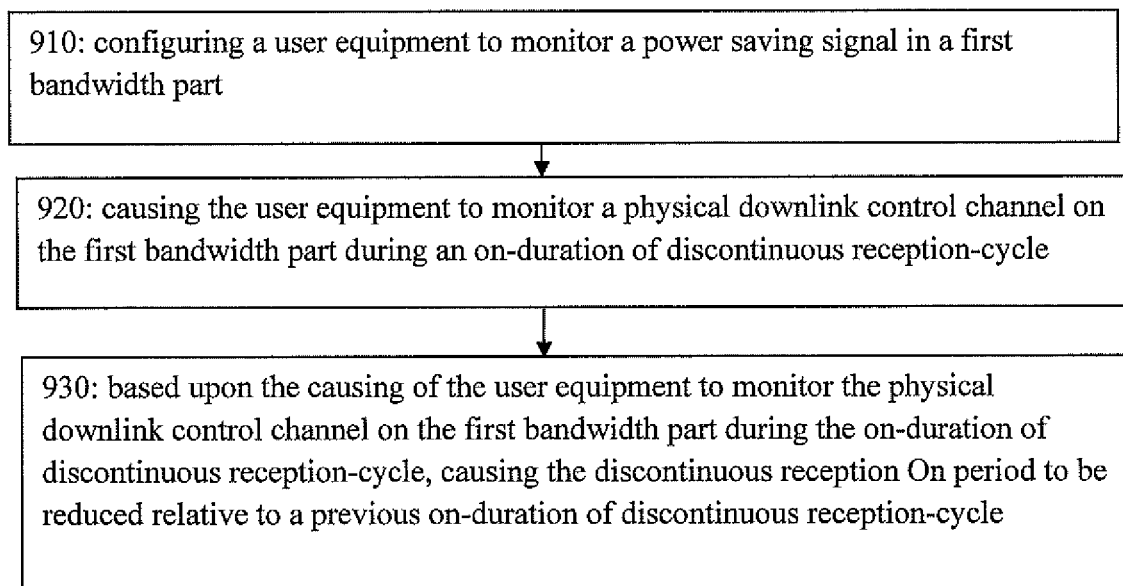 910: configuring a user equipment to monitor a power saving signal in a first
bandwidth part
920: causing the user equipment to monitor a physical downlink control channel on
the first bandwidth part during an on-duration of discontinuous reception-cycle
930: based upon the causing of the user equipment to monitor the physical
downlink control channel on the first bandwidth part during the on-duration of
discontinuous reception-cycle, causing the discontinuous reception On period to be
reduced relative to a previous on-duration of discontinuous reception-cycle